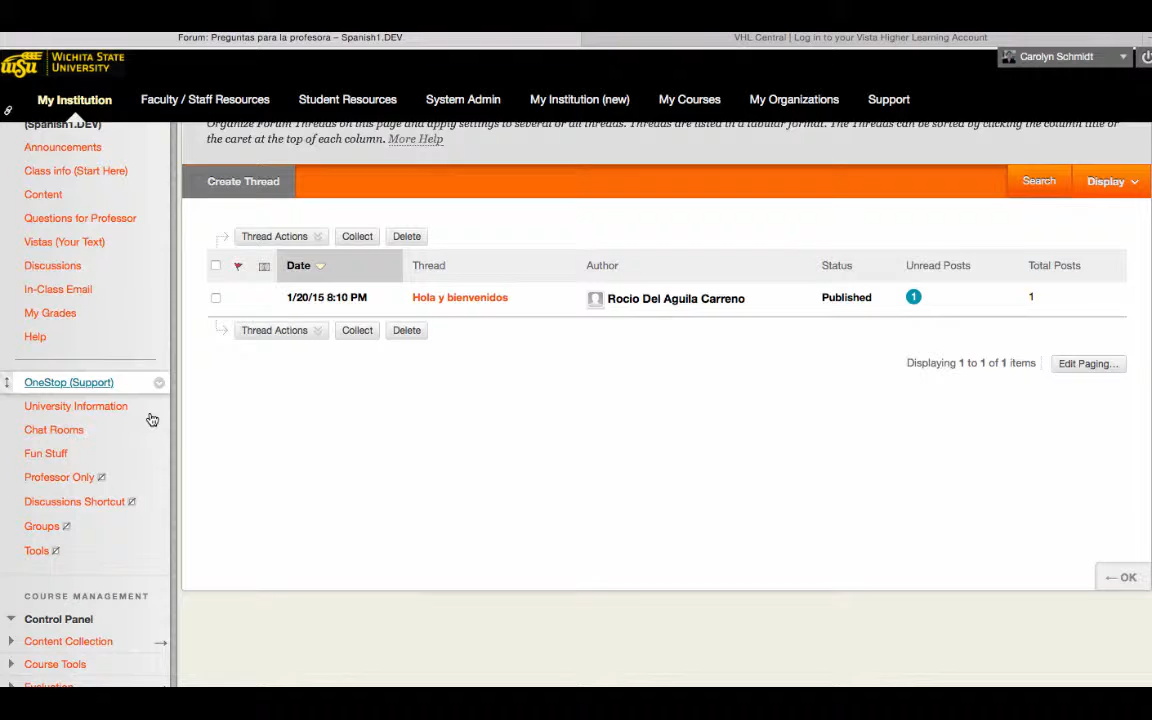 Forum: Preguntas para la profesora – Spanish1.DEV
VHL Central | Log in to your Vista Higher Learning Account
WSU WICHITA STATE UNIVERSITY
Carolyn Schmidt
My Institution
Faculty / Staff Resources
Student Resources
System Admin
My Institution (new)
My Courses
My Organizations
Support
(Spanish1.DEV)
Announcements
Class info (Start Here)
Content
Questions for Professor
Vistas (Your Text)
Discussions
In-Class Email
My Grades
Help
OneStop (Support)
University Information
Chat Rooms
Fun Stuff
Professor Only
Discussions Shortcut
Groups
Tools
COURSE MANAGEMENT
Control Panel
Content Collection
Course Tools
Evaluation
Organize Forum Threads on this page and apply settings to several or all threads. Threads are listed in a tabular format. The Threads can be sorted by clicking the column title or
the caret at the top of each column. More Help
Create Thread
Search
Display
Thread Actions
Collect
Delete
Date
Thread
Author
Status
Unread Posts
Total Posts
1/20/15 8:10 PM
Hola y bienvenidos
Rocio Del Aguila Carreno
Published
1
1
Thread Actions
Collect
Delete
Displaying 1 to 1 of 1 items
Edit Paging...
← OK